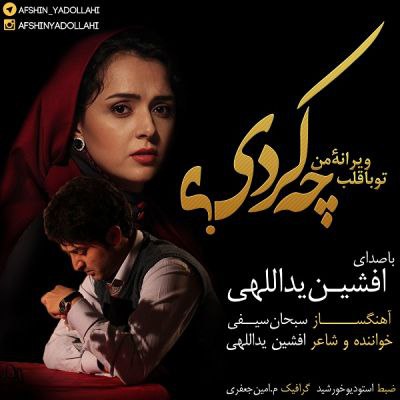 AFSHIN_YADOLLAHI
AFSHINYADOLLAHI
تو با قلب ویرانهٔ من
چه کردی؟
با صدای
افشین یداللهی
آهنگساز سبحان سیفی
خواننده و شاعر افشین یداللهی
ضبط استودیو خورشید گرافیک م.امین جعفری